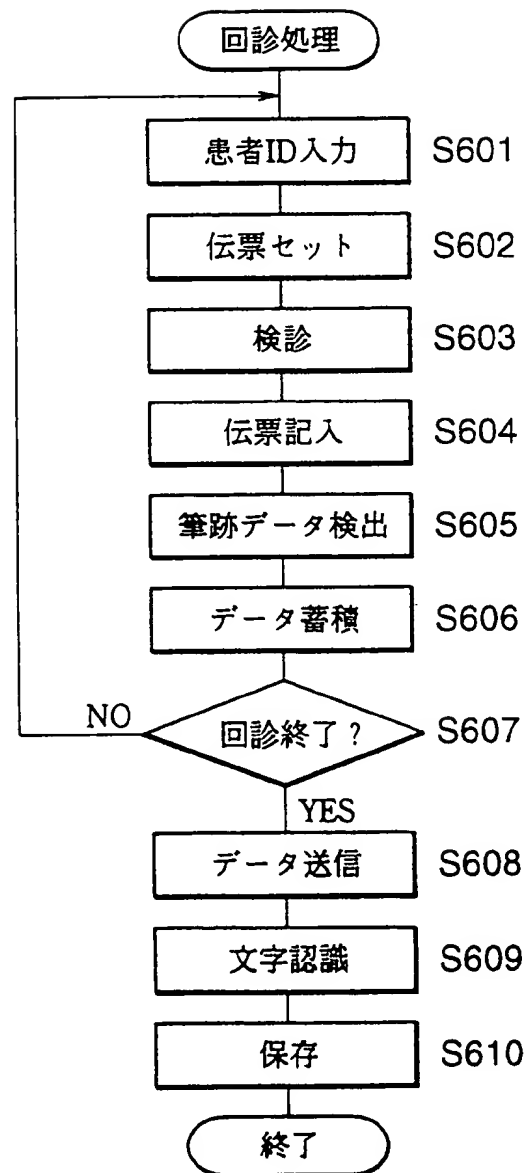 回診処理
患者ID入力 S601
伝票セット S602
検診 S603
伝票記入 S604
筆跡データ検出 S605
データ蓄積 S606
NO 回診終了? S607
YES
データ送信 S608
文字認識 S609
保存 S610
終了